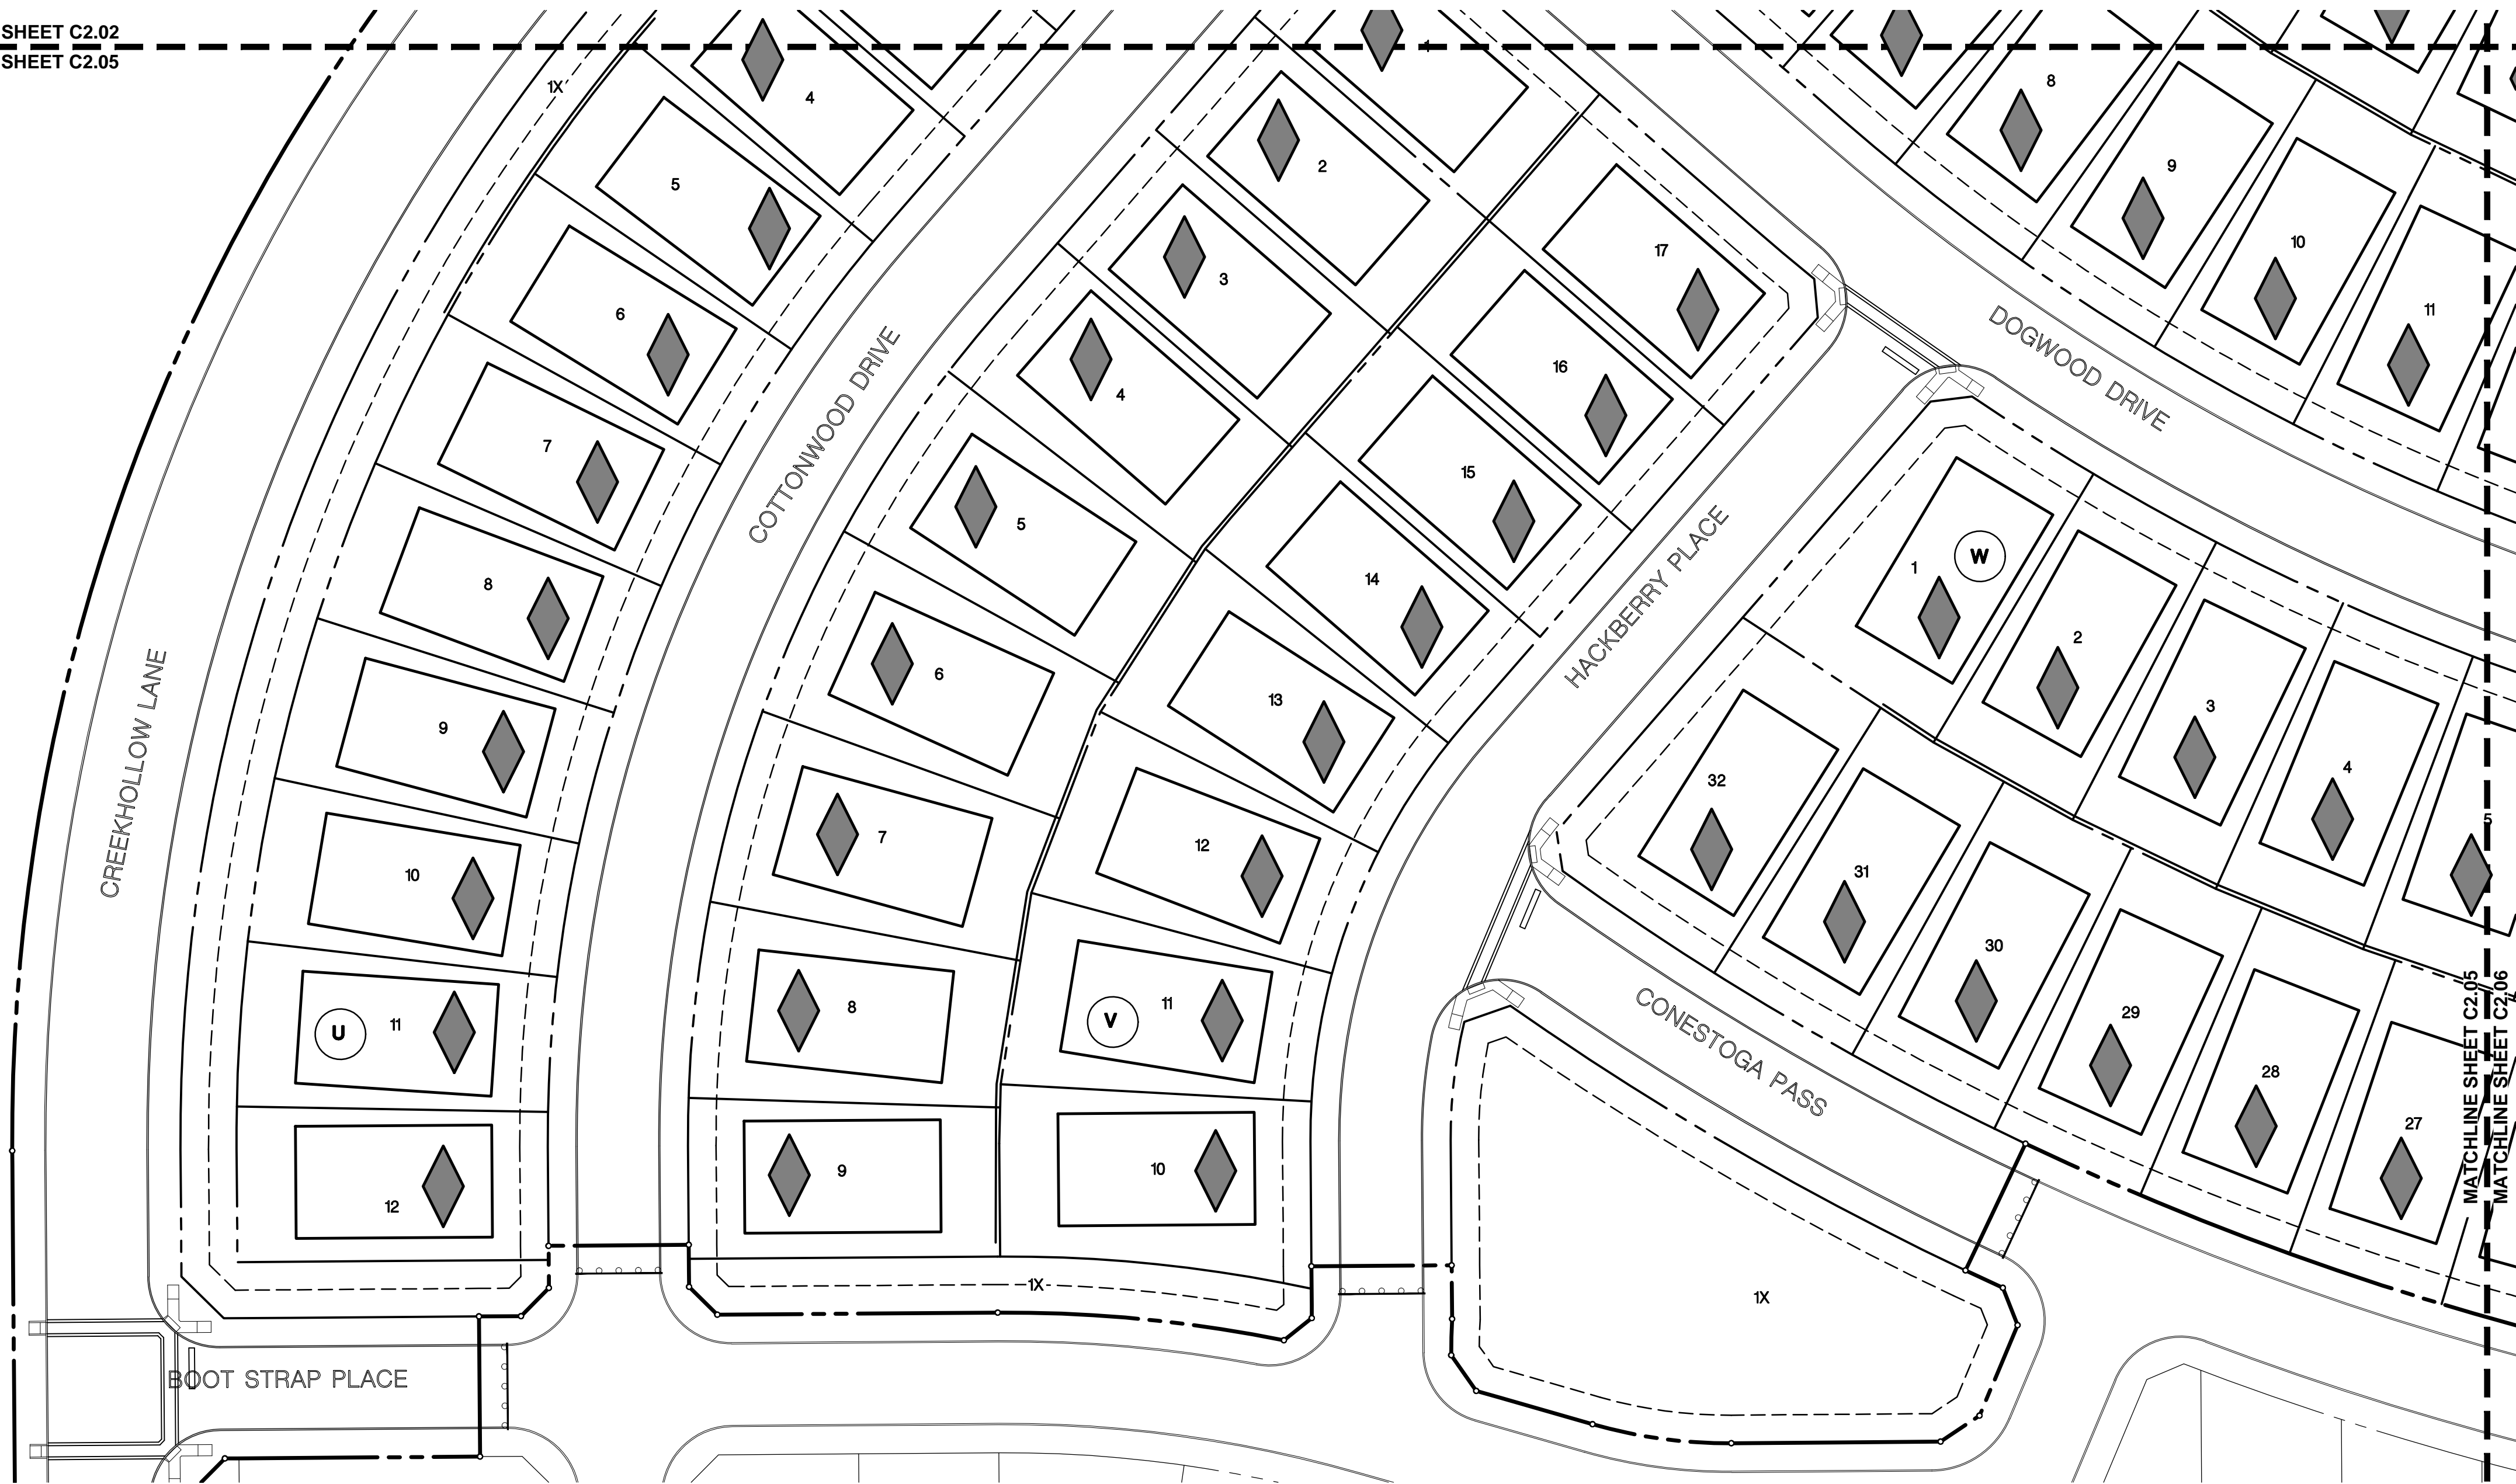 SHEET C2.02
SHEET C2.05
1X
4
5
6
7
8
9
10
11
U
12
CREEKHOLLOW LANE
COTTONWOOD DRIVE
BOOT STRAP PLACE
1
2
3
4
5
6
7
8
9
10
11
V
12
13
14
15
16
17
1X
HACKBERRY PLACE
DOGWOOD DRIVE
8
9
10
11
W
1
2
3
4
5
32
31
30
29
28
27
CONESTOGA PASS
1X
MATCHLINE SHEET C2.05
MATCHLINE SHEET C2.06